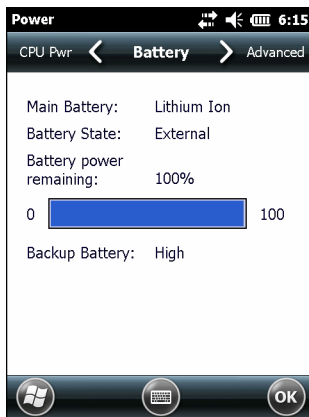 Power 6:15
CPU Pwr Battery Advanced
Main Battery: Lithium Ion
Battery State: External
Battery power
remaining: 100%
0 100
Backup Battery: High
OK